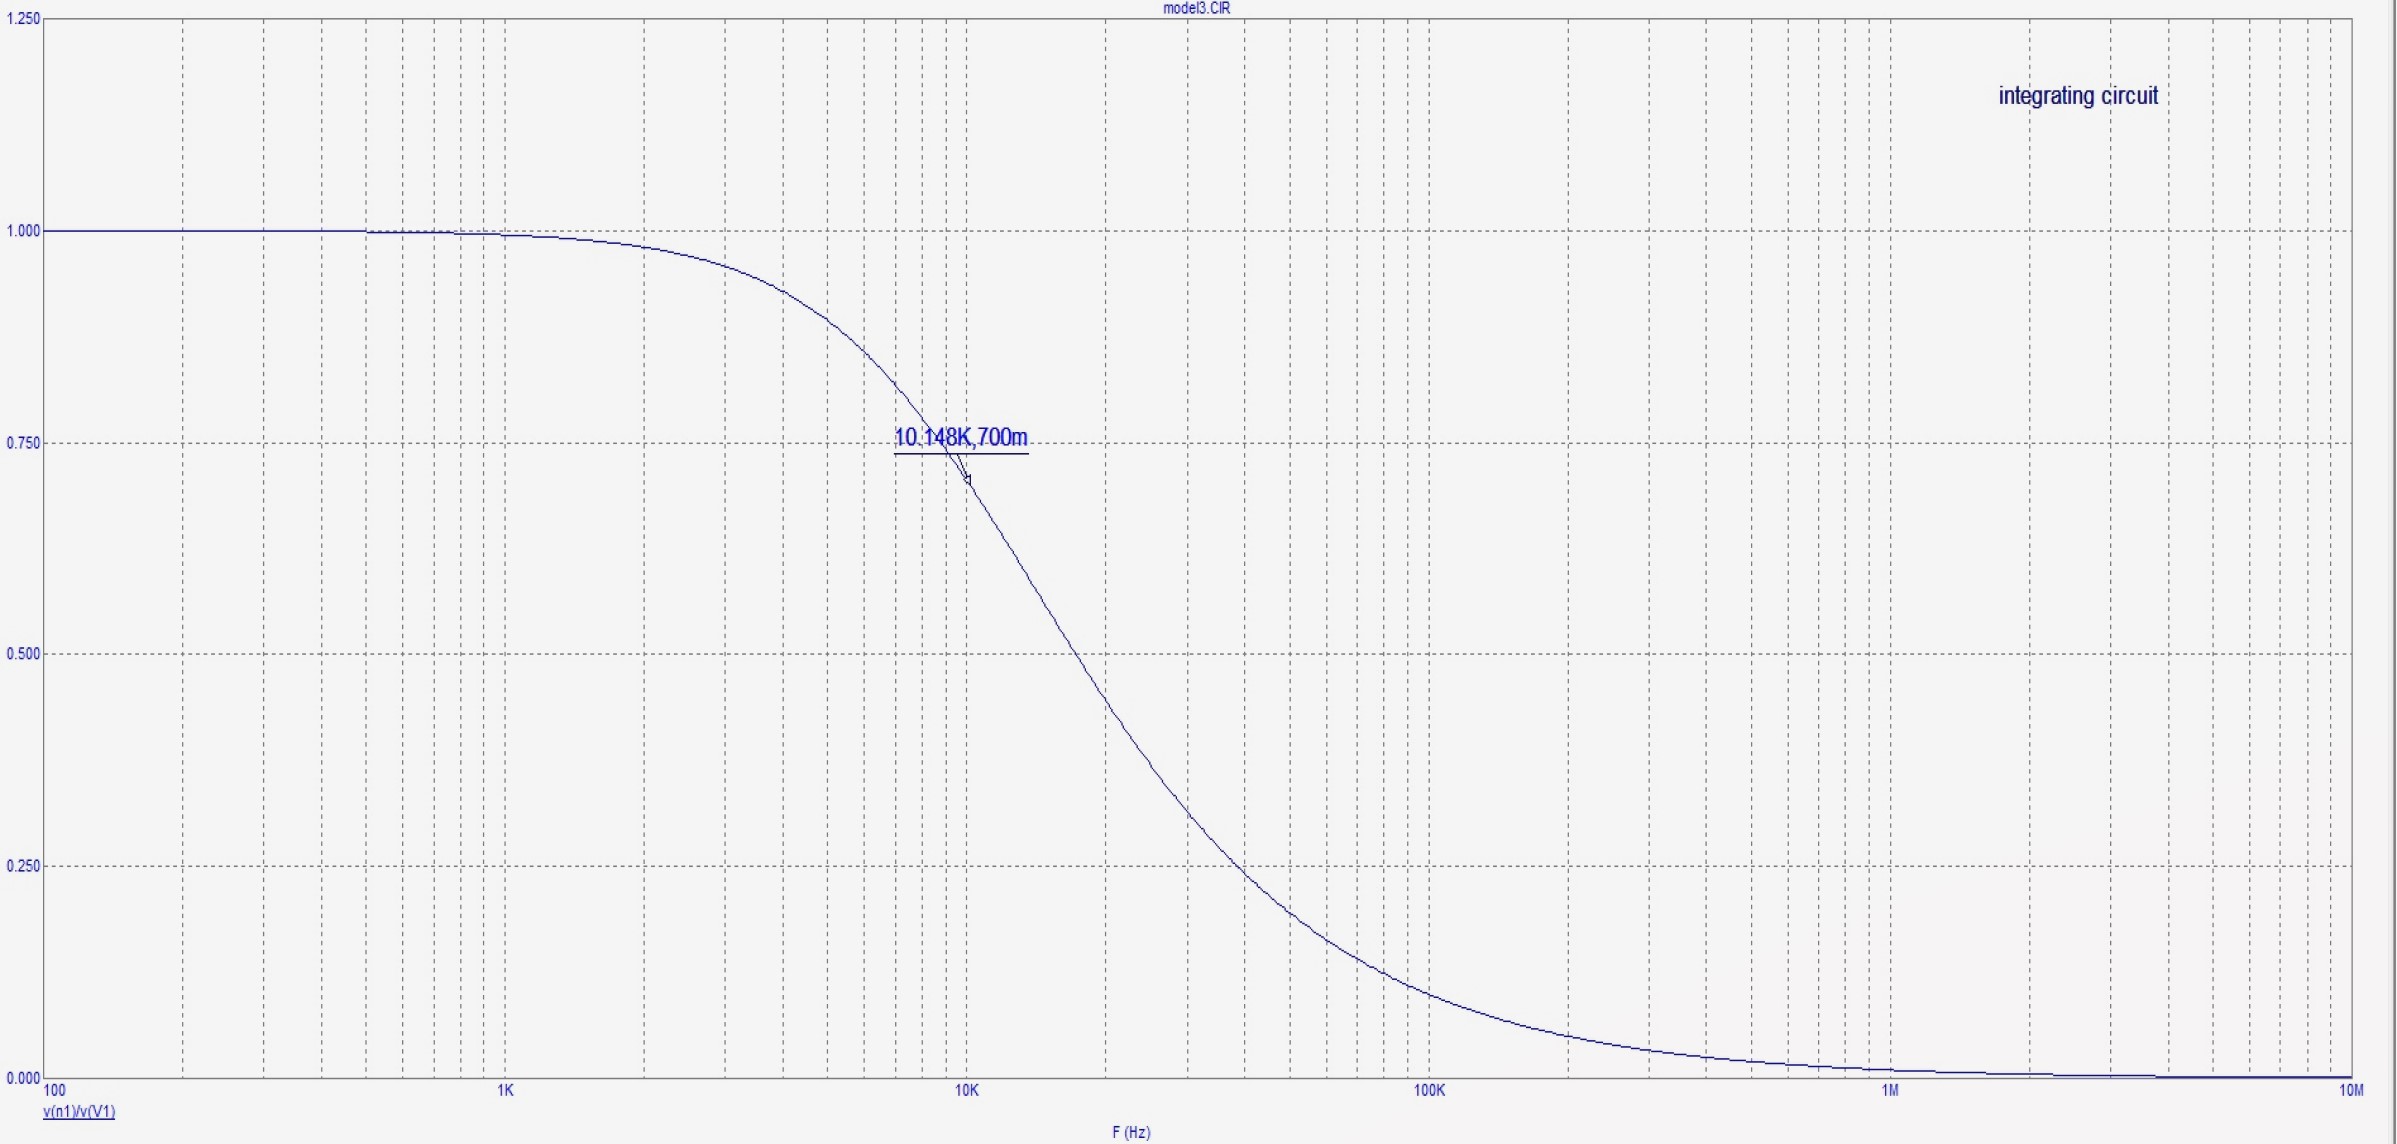 model3.CIR
1.250
integrating circuit
1.000
10.148K,700m
0.750
0.500
0.250
0.000
100 1K 10K 100K 1M 10M
v(n1)/v(V1)
F (Hz)